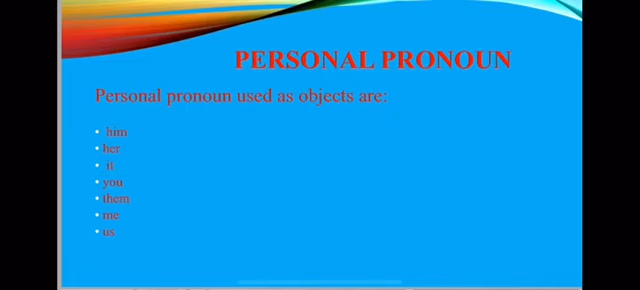 PERSONAL PRONOUN
Personal pronoun used as objects are:
• him
• her
• it
• you
• them
• me
• us